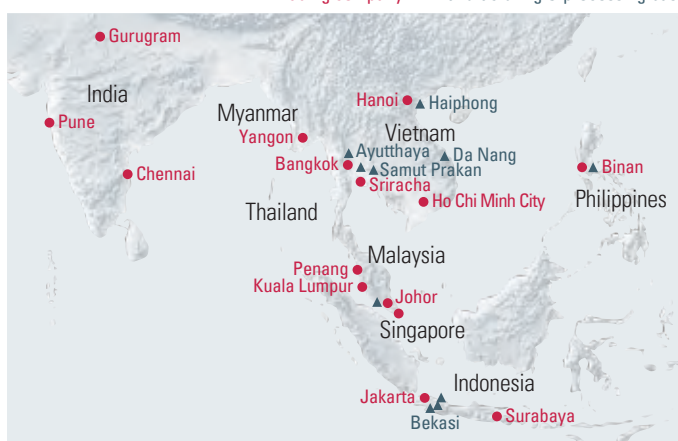 Gurugram
India
Pune
Chennai
Myanmar
Yangon
Hanoi
Haiphong
Vietnam
Ayutthaya
Da Nang
Bangkok
Samut Prakan
Sriracha
Ho Chi Minh City
Thailand
Binan
Philippines
Malaysia
Penang
Kuala Lumpur
Johor
Singapore
Indonesia
Jakarta
Bekasi
Surabaya